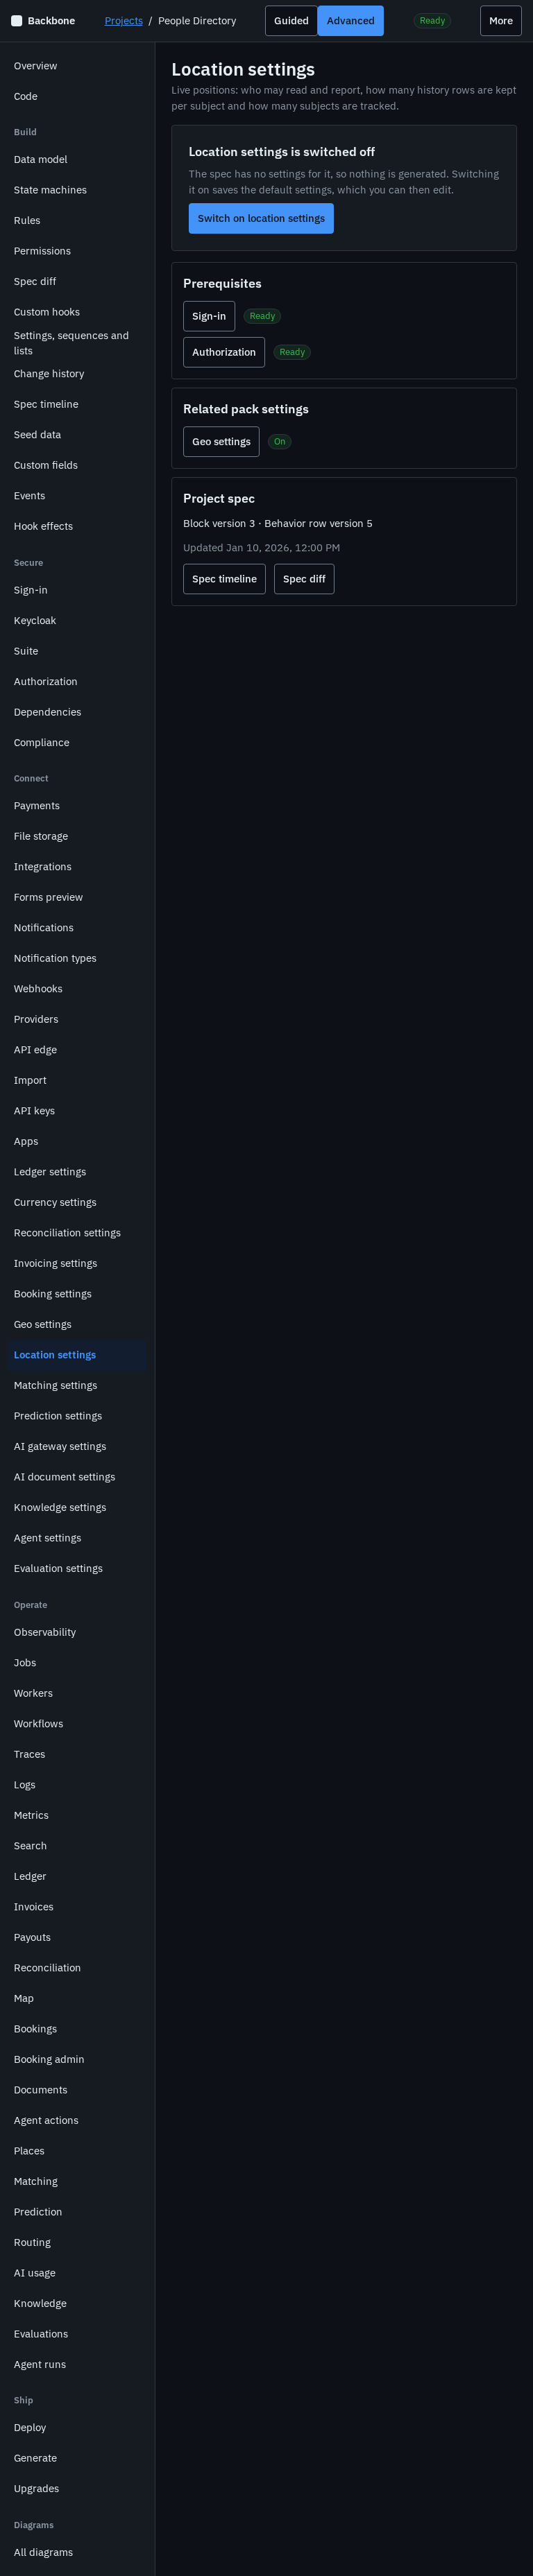 Backbone
Projects / People Directory
Guided
Advanced
Ready
More
Overview
Code
Build
Data model
State machines
Rules
Permissions
Spec diff
Custom hooks
Settings, sequences and
lists
Change history
Spec timeline
Seed data
Custom fields
Events
Hook effects
Secure
Sign-in
Keycloak
Suite
Authorization
Dependencies
Compliance
Connect
Payments
File storage
Integrations
Forms preview
Notifications
Notification types
Webhooks
Providers
API edge
Import
API keys
Apps
Ledger settings
Currency settings
Reconciliation settings
Invoicing settings
Booking settings
Geo settings
Location settings
Matching settings
Prediction settings
AI gateway settings
AI document settings
Knowledge settings
Agent settings
Evaluation settings
Operate
Observability
Jobs
Workers
Workflows
Traces
Logs
Metrics
Search
Ledger
Invoices
Payouts
Reconciliation
Map
Bookings
Booking admin
Documents
Agent actions
Places
Matching
Prediction
Routing
AI usage
Knowledge
Evaluations
Agent runs
Ship
Deploy
Generate
Upgrades
Diagrams
All diagrams
Location settings
Live positions: who may read and report, how many history rows are kept
per subject and how many subjects are tracked.
Location settings is switched off
The spec has no settings for it, so nothing is generated. Switching
it on saves the default settings, which you can then edit.
Switch on location settings
Prerequisites
Sign-in Ready
Authorization Ready
Related pack settings
Geo settings On
Project spec
Block version 3 · Behavior row version 5
Updated Jan 10, 2026, 12:00 PM
Spec timeline Spec diff